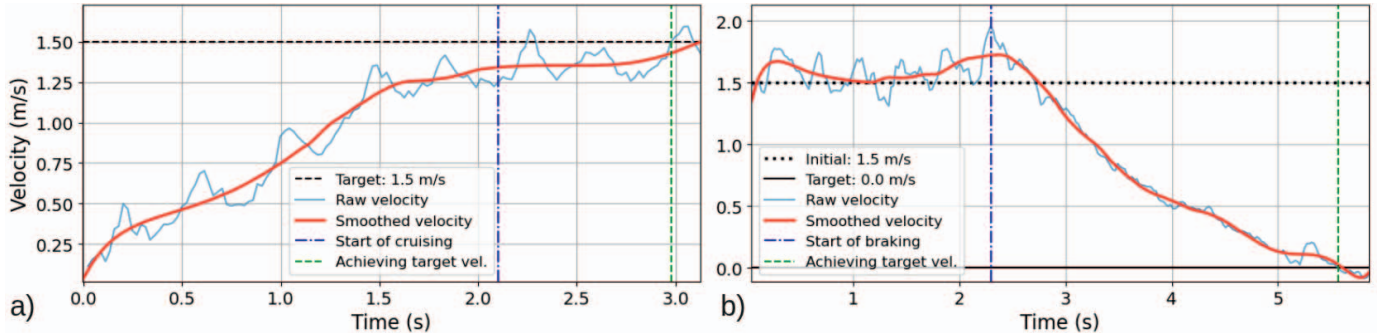 1.50
1.25
1.00
0.75
0.50
0.25
Velocity (m/s)
Target: 1.5 m/s
Raw velocity
Smoothed velocity
Start of cruising
Achieving target vel.
0.0 0.5 1.0 1.5 2.0 2.5 3.0
a)
Time (s)
2.0
1.5
1.0
0.5
0.0
Initial: 1.5 m/s
Target: 0.0 m/s
Raw velocity
Smoothed velocity
Start of braking
Achieving target vel.
1 2 3 4 5
b)
Time (s)